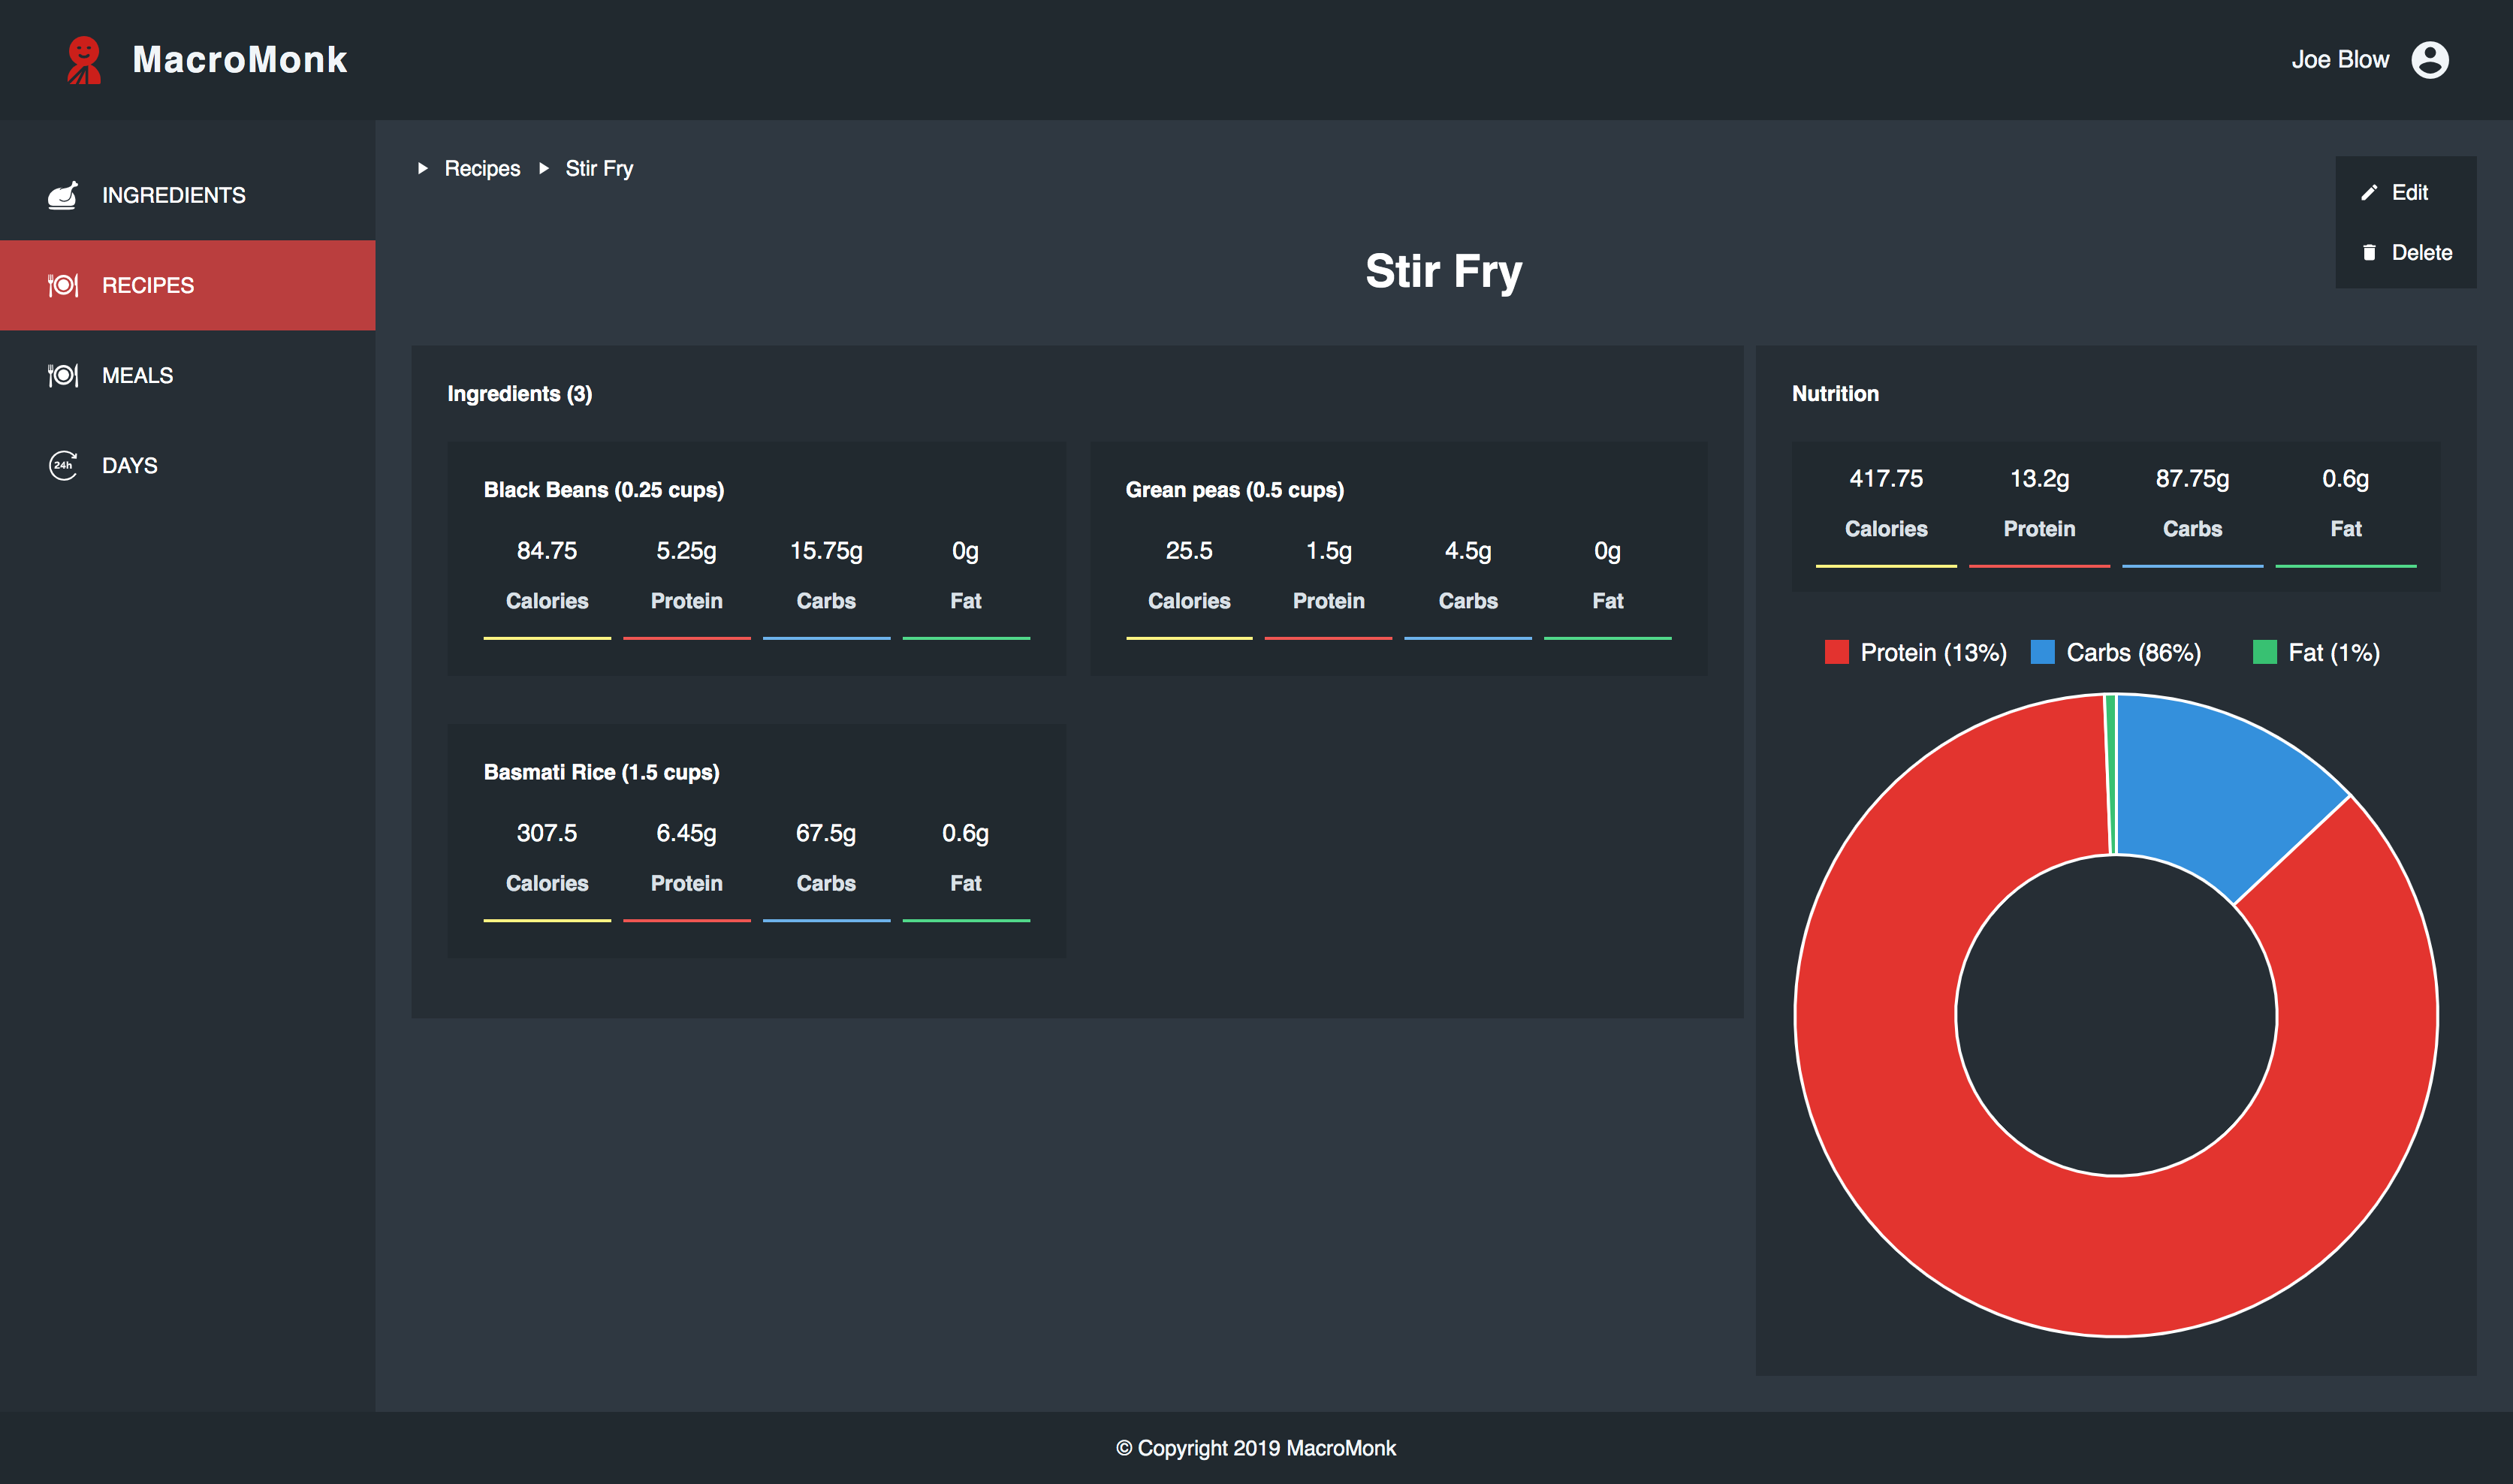 MacroMonk
Joe Blow
INGREDIENTS
RECIPES
MEALS
24h DAYS
Recipes Stir Fry
Edit
Delete
Stir Fry
Ingredients (3)
Black Beans (0.25 cups)
84.75 5.25g 15.75g 0g
Calories Protein Carbs Fat
Grean peas (0.5 cups)
25.5 1.5g 4.5g 0g
Calories Protein Carbs Fat
Basmati Rice (1.5 cups)
307.5 6.45g 67.5g 0.6g
Calories Protein Carbs Fat
Nutrition
417.75 13.2g 87.75g 0.6g
Calories Protein Carbs Fat
Protein (13%) Carbs (86%) Fat (1%)
© Copyright 2019 MacroMonk